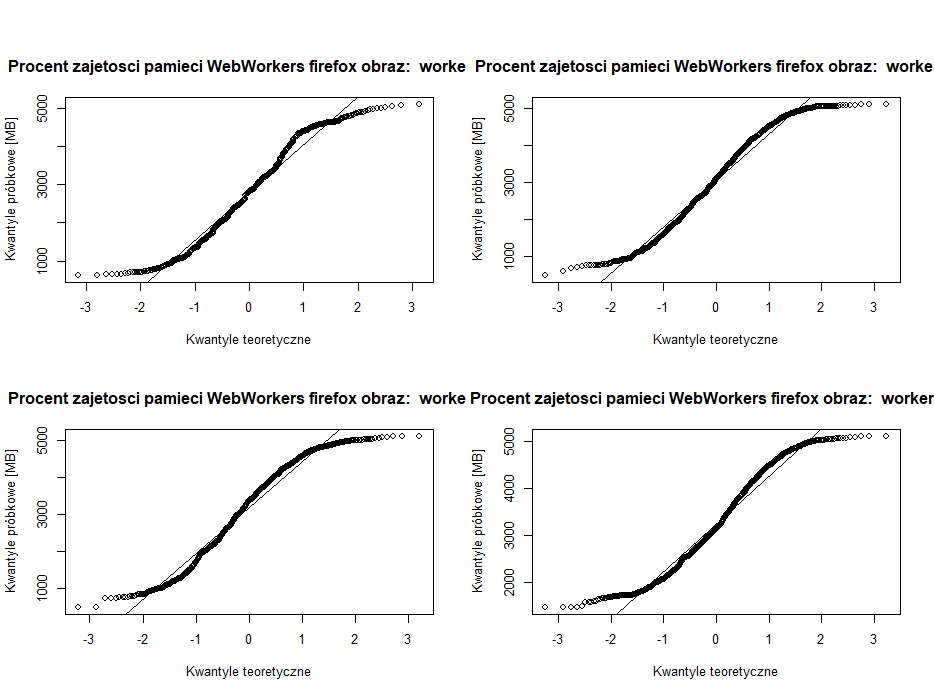 Procent zajetosci pamieci WebWorkers firefox obraz: worke
Kwantyle próbkowe [MB]
5000
3000
1000
-3 -2 -1 0 1 2 3
Kwantyle teoretyczne
Procent zajetosci pamieci WebWorkers firefox obraz: worke
Kwantyle próbkowe [MB]
5000
3000
1000
-3 -2 -1 0 1 2 3
Kwantyle teoretyczne
Procent zajetosci pamieci WebWorkers firefox obraz: worke
Kwantyle próbkowe [MB]
5000
3000
1000
-3 -2 -1 0 1 2 3
Kwantyle teoretyczne
Procent zajetosci pamieci WebWorkers firefox obraz: worker
Kwantyle próbkowe [MB]
5000
4000
3000
2000
-3 -2 -1 0 1 2 3
Kwantyle teoretyczne